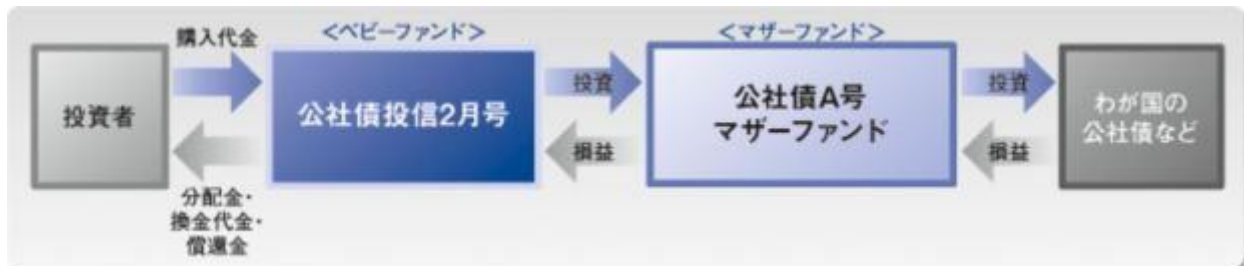 購入代金
<ベビーファンド>
<マザーファンド>
投資者
公社債投信2月号
投資
公社債A号
マザーファンド
投資
わが国の
公社債など
損益
損益
分配金・
換金代金・
償還金